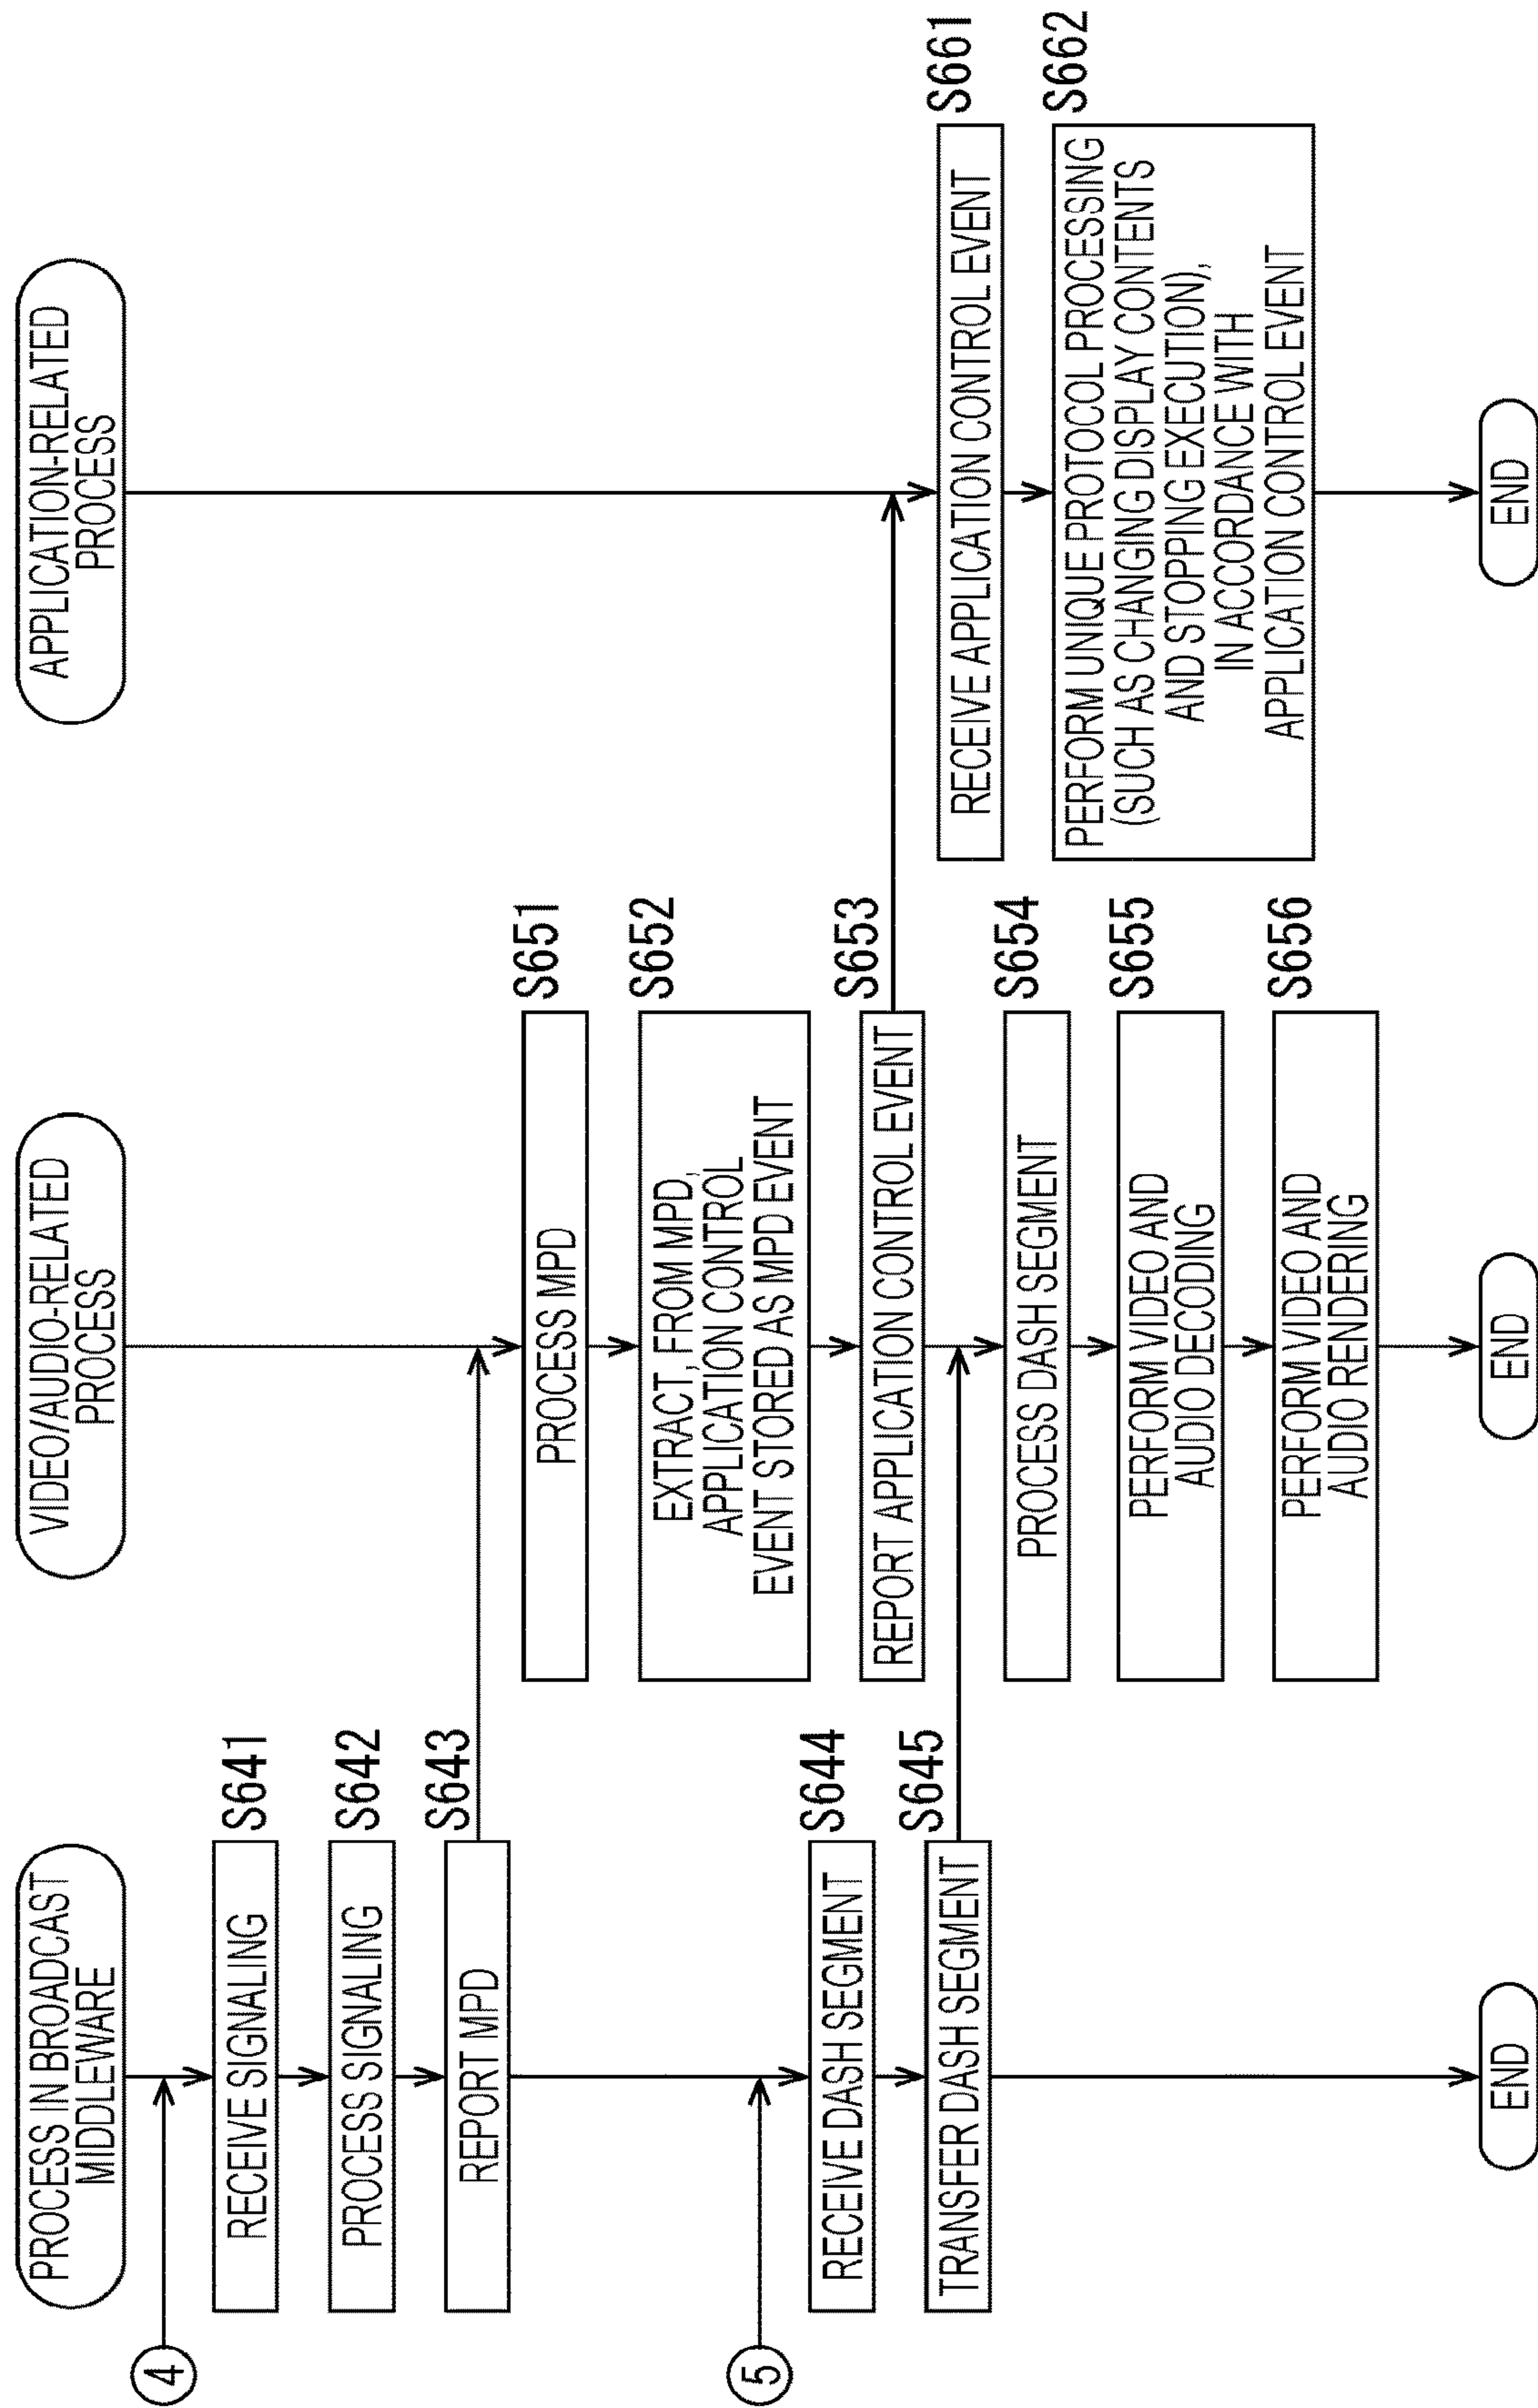 PROCESS IN BROADCAST
MIDDLEWARE
4
RECEIVE SIGNALING
S641
PROCESS SIGNALING
S642
REPORT MPD
S643
5
RECEIVE DASH SEGMENT
S644
TRANSFER DASH SEGMENT
S645
END
VIDEO/AUDIO-RELATED
PROCESS
PROCESS MPD
S651
EXTRACT, FROM MPD,
APPLICATION CONTROL
EVENT STORED AS MPD EVENT
S652
REPORT APPLICATION CONTROL EVENT
S653
PROCESS DASH SEGMENT
S654
PERFORM VIDEO AND
AUDIO DECODING
S655
PERFORM VIDEO AND
AUDIO RENDERING
S656
END
APPLICATION-RELATED
PROCESS
RECEIVE APPLICATION CONTROL EVENT
S661
PERFORM UNIQUE PROTOCOL PROCESSING
(SUCH AS CHANGING DISPLAY CONTENTS
AND STOPPING EXECUTION),
IN ACCORDANCE WITH
APPLICATION CONTROL EVENT
S662
END